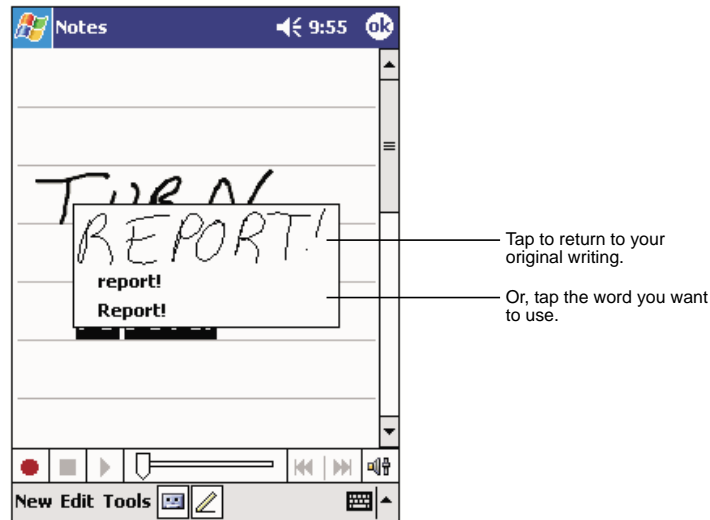 Notes 9:55 ok
TURN
REPORT!
report!
Report!
Tap to return to your
original writing.
Or, tap the word you want
to use.
New Edit Tools